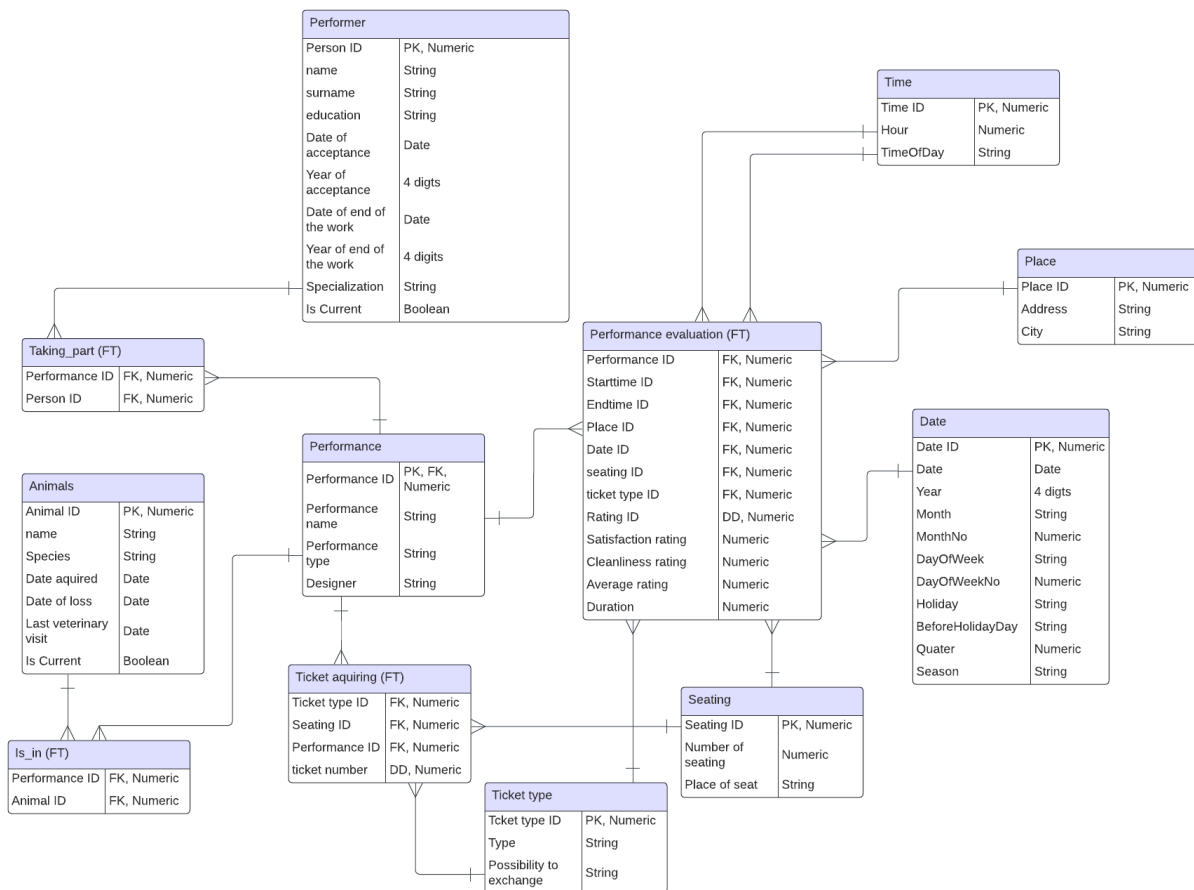 Performer
Person ID PK, Numeric
name String
surname String
education String
Date of
acceptance Date
Year of
acceptance 4 digts
Date of end of
the work Date
Year of end of
the work 4 digits
Specialization String
Is Current Boolean
Time
Time ID PK, Numeric
Hour Numeric
TimeOfDay String
Place
Place ID PK, Numeric
Address String
City String
Taking_part (FT)
Performance ID FK, Numeric
Person ID FK, Numeric
Performance evaluation (FT)
Performance ID FK, Numeric
Starttime ID FK, Numeric
Endtime ID FK, Numeric
Place ID FK, Numeric
Date ID FK, Numeric
seating ID FK, Numeric
ticket type ID FK, Numeric
Rating ID DD, Numeric
Satisfaction rating Numeric
Cleanliness rating Numeric
Average rating Numeric
Duration Numeric
Date
Date ID PK, Numeric
Date Date
Year 4 digts
Month String
MonthNo Numeric
DayOfWeek String
DayOfWeekNo Numeric
Holiday String
BeforeHolidayDay String
Quater Numeric
Season String
Performance
Performance ID PK, FK,
Numeric
Performance
name String
Performance
type String
Designer String
Animals
Animal ID PK, Numeric
name String
Species String
Date aquired Date
Date of loss Date
Last veterinary
visit Date
Is Current Boolean
Ticket aquiring (FT)
Ticket type ID FK, Numeric
Seating ID FK, Numeric
Performance ID FK, Numeric
ticket number DD, Numeric
Seating
Seating ID PK, Numeric
Number of
seating Numeric
Place of seat String
Is_in (FT)
Performance ID FK, Numeric
Animal ID FK, Numeric
Ticket type
Tcket type ID PK, Numeric
Type String
Possibility to
exchange String